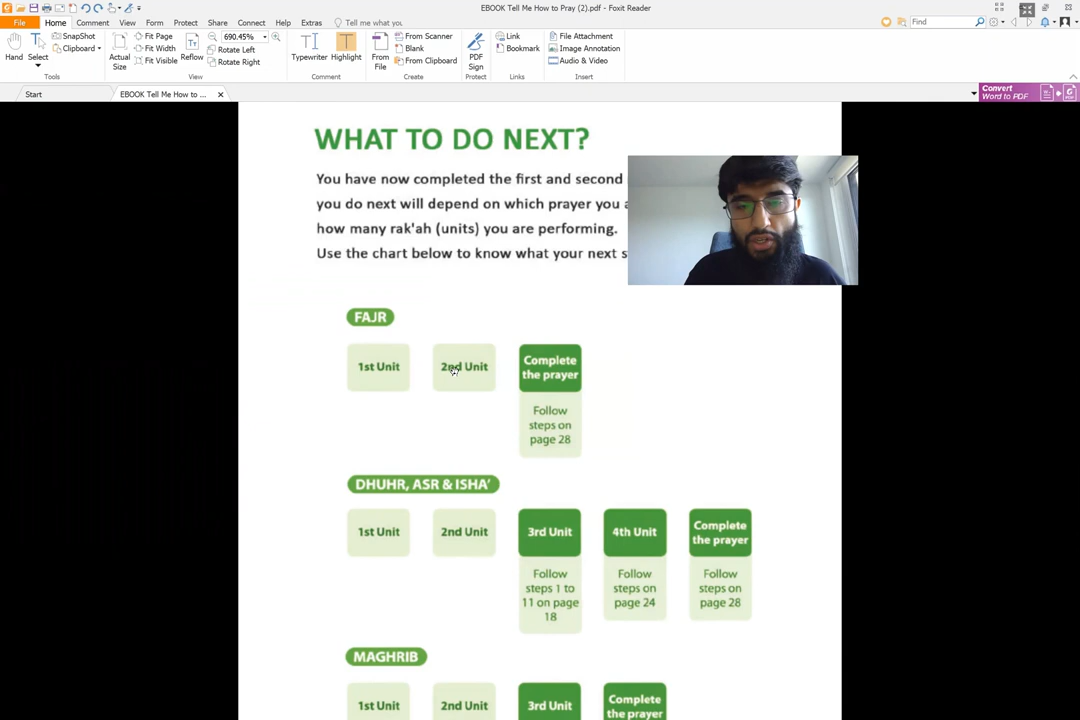 EBOOK Tell Me How to Pray (2).pdf - Foxit Reader
File Home Comment View Form Protect Share Connect Help Extras Tell me what you Find
Hand
Select
SnapShot
Clipboard
Tools
Actual Size
Fit Page
Fit Width
Fit Visible
Reflow
690.45%
Rotate Left
Rotate Right
View
Typewriter
Highlight
Comment
From File
From Scanner
Blank
From Clipboard
Create
PDF Sign
Protect
Link
Bookmark
Links
File Attachment
Image Annotation
Audio & Video
Insert
Start
EBOOK Tell Me How to ...
Convert
Word to PDF
WHAT TO DO NEXT?
You have now completed the first and second
you do next will depend on which prayer you a
how many rak'ah (units) you are performing.
Use the chart below to know what your next s
FAJR
1st Unit 2nd Unit Complete the prayer
Follow
steps on
page 28
DHUHR, ASR & ISHA'
1st Unit 2nd Unit 3rd Unit 4th Unit Complete the prayer
Follow
steps 1 to
11 on page
18
Follow
steps on
page 24
Follow
steps on
page 28
MAGHRIB
1st Unit 2nd Unit 3rd Unit Complete the prayer